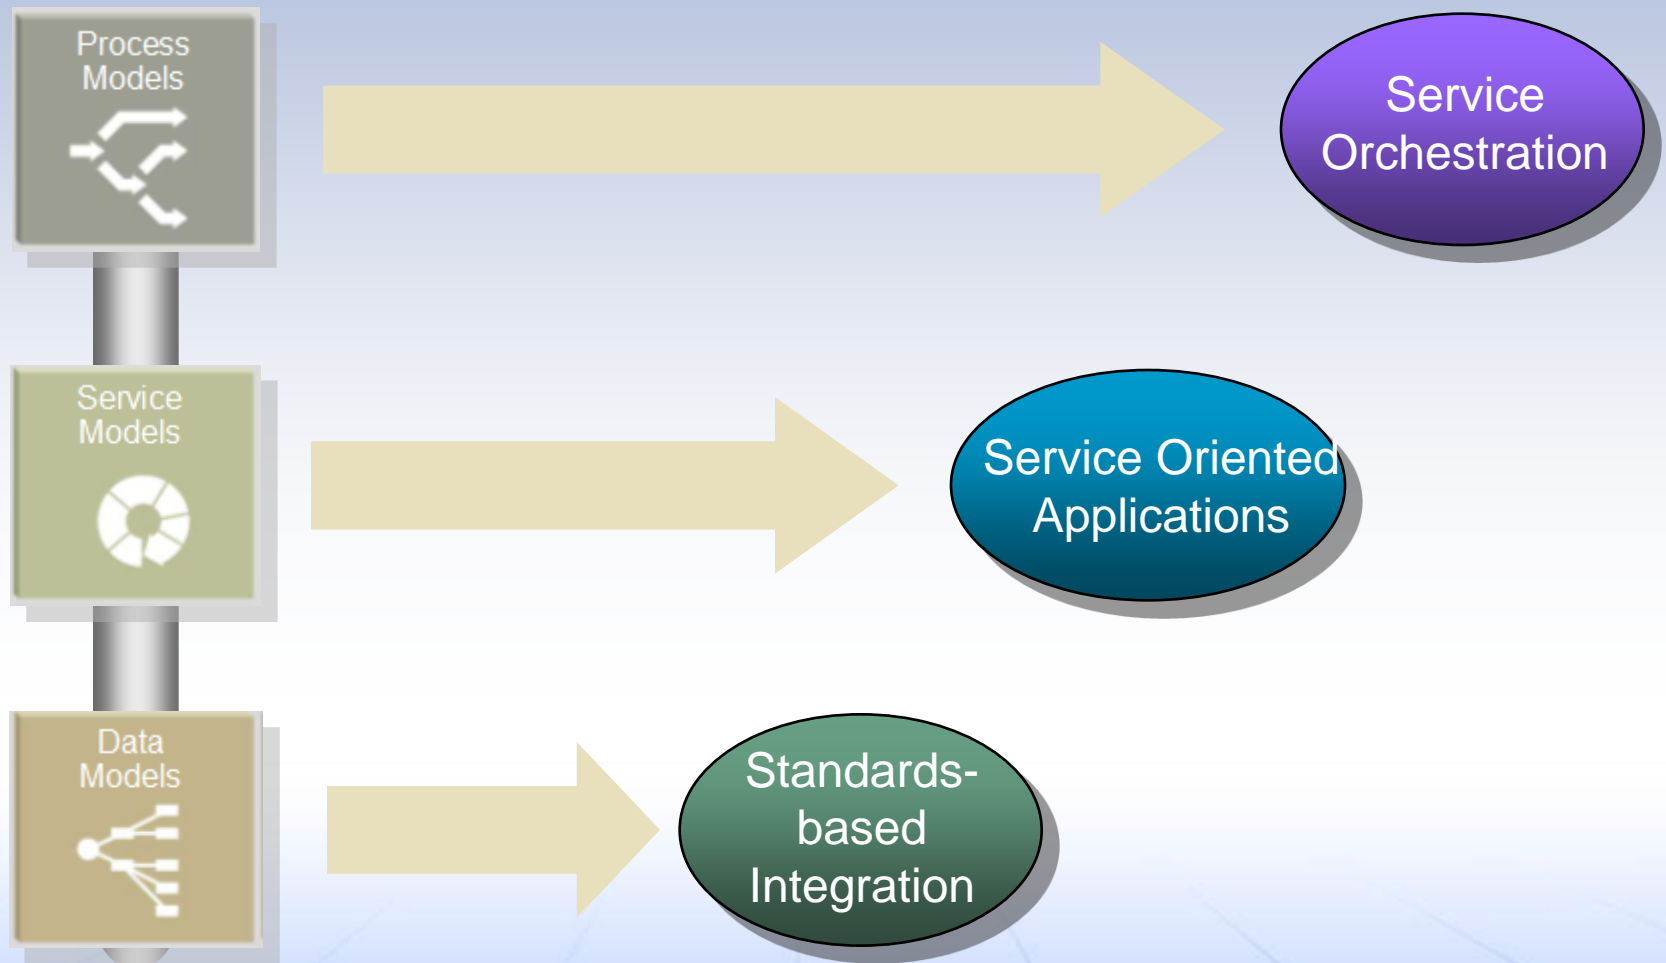 Process
Models
Service
Orchestration
Service
Models
Service Oriented
Applications
Data
Models
Standards-
based
Integration